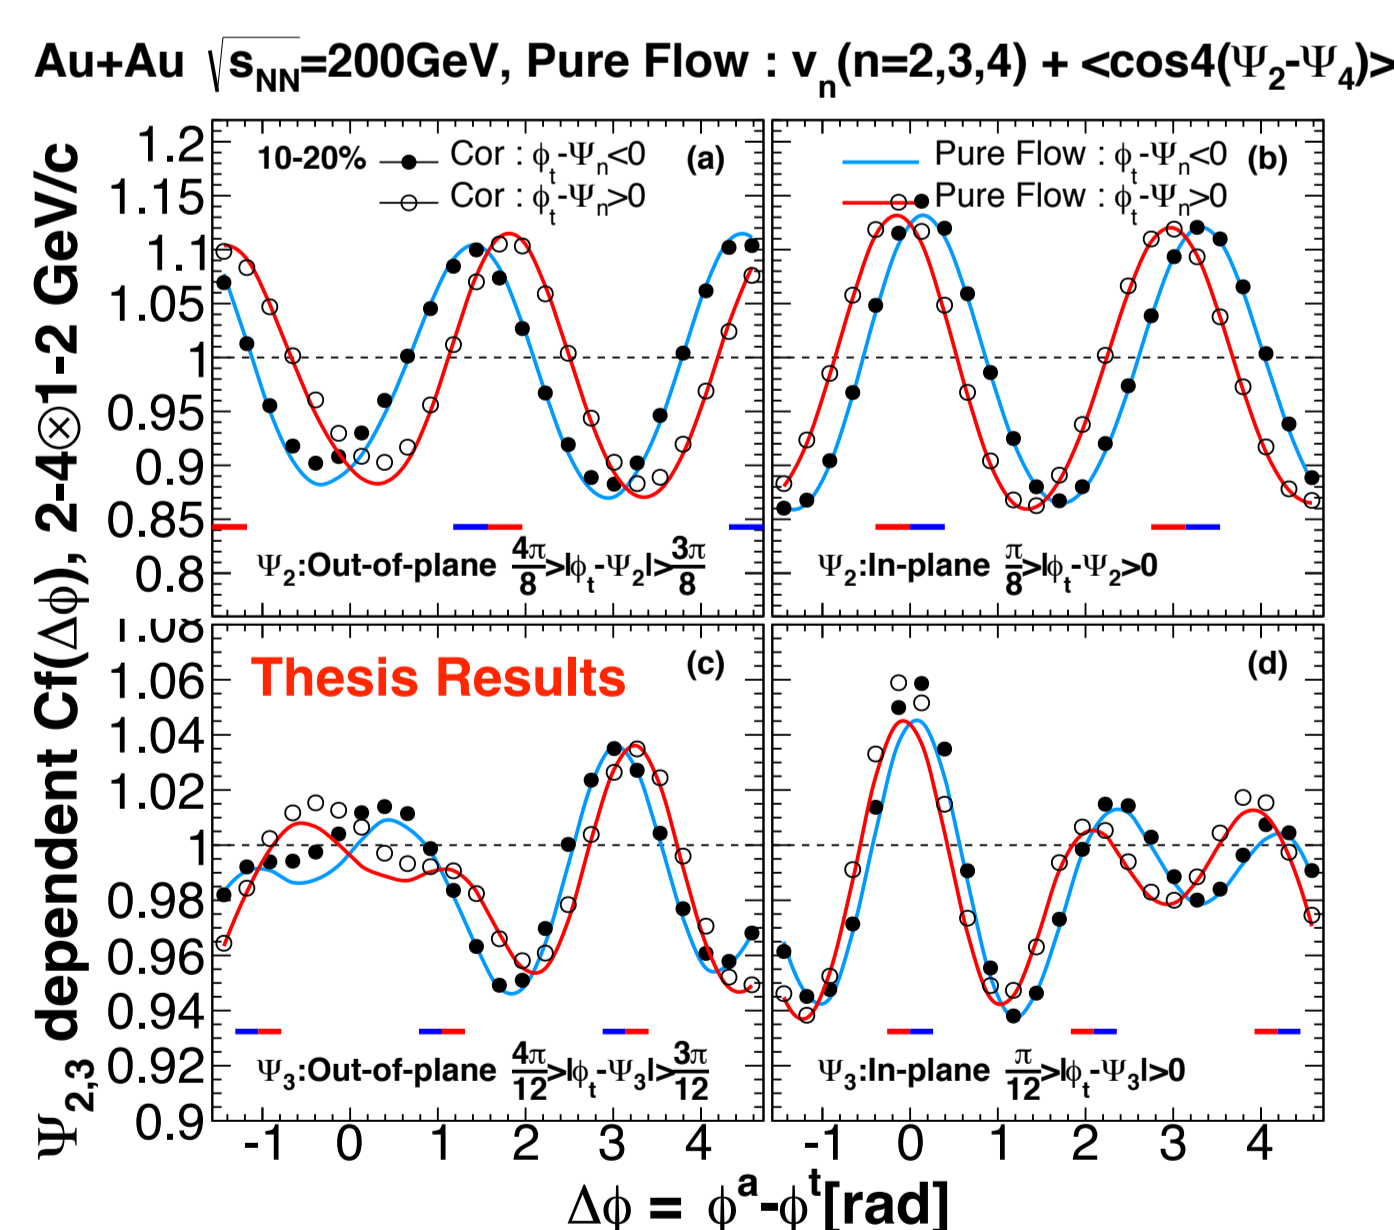 Au+Au √sNN=200GeV, Pure Flow : vn(n=2,3,4) + <cos4(Ψ2-Ψ4)>
Ψ2,3 dependent Cf(Δϕ), 2-4⊗1-2 GeV/c
10-20% Cor : ϕt-Ψn<0 (a)
Cor : ϕt-Ψn>0
1.2
1.15
1.1
1.05
1
0.95
0.9
0.85
0.8
Ψ2:Out-of-plane 4π/8>|ϕt-Ψ2|>3π/8
Pure Flow : ϕt-Ψn<0 (b)
Pure Flow : ϕt-Ψn>0
Ψ2:In-plane π/8>|ϕt-Ψ2>0
Thesis Results (c)
1.08
1.06
1.04
1.02
1
0.98
0.96
0.94
0.92
0.9
Ψ3:Out-of-plane 4π/12>|ϕt-Ψ3|>3π/12
(d)
Ψ3:In-plane π/12>|ϕt-Ψ3|>0
-1 0 1 2 3 4
-1 0 1 2 3 4
Δϕ = ϕa-ϕt[rad]